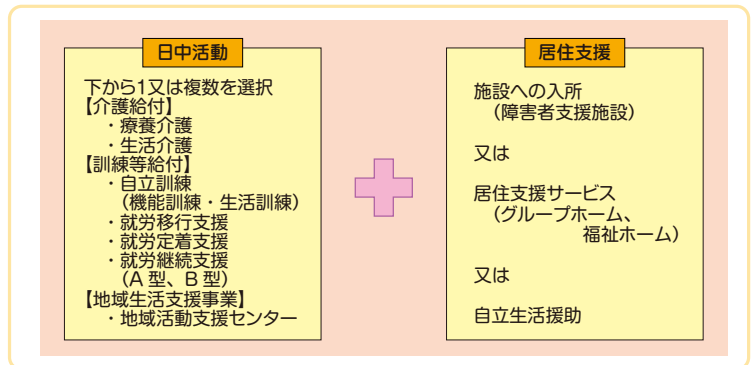 日中活動
下から1又は複数を選択
【介護給付】
・療養介護
・生活介護
【訓練等給付】
・自立訓練
(機能訓練・生活訓練)
・就労移行支援
・就労定着支援
・就労継続支援
(A 型、B 型)
【地域生活支援事業】
・地域活動支援センター
居住支援
施設への入所
(障害者支援施設)
又は
居住支援サービス
(グループホーム、
福祉ホーム)
又は
自立生活援助